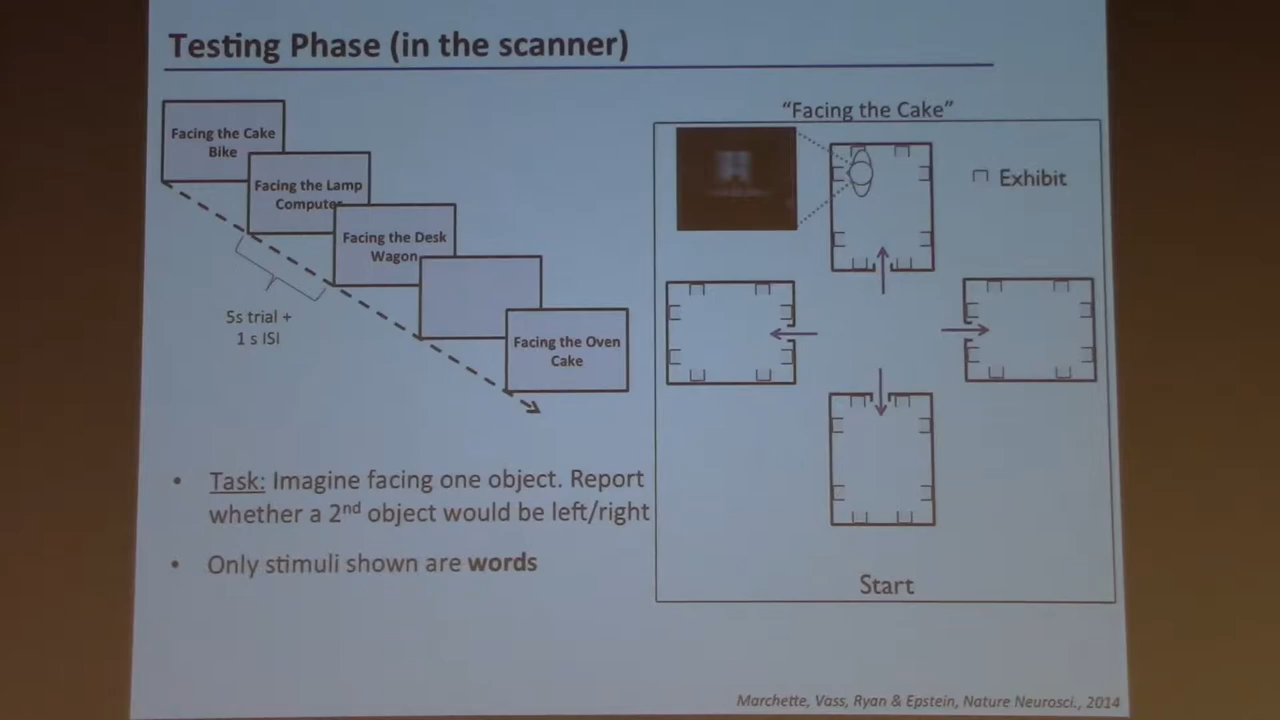 Testing Phase (in the scanner)
Facing the Cake
Bike
Facing the Lamp
Computer
Facing the Desk
Wagon
Facing the Oven
Cake
5s trial +
1 s ISI
• Task: Imagine facing one object. Report
whether a 2nd object would be left/right
• Only stimuli shown are words
“Facing the Cake”
Exhibit
Start
Marchette, Vass, Ryan & Epstein, Nature Neurosci., 2014